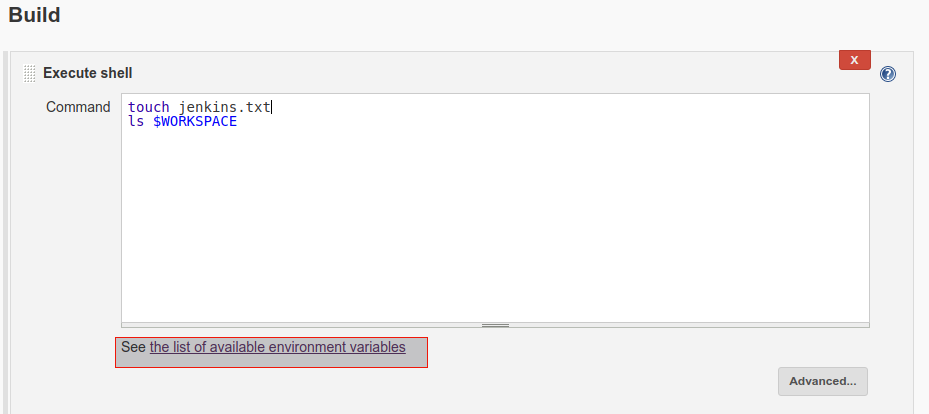 Build
X
Execute shell
?
Command
touch jenkins.txt
ls $WORKSPACE
See the list of available environment variables
Advanced...